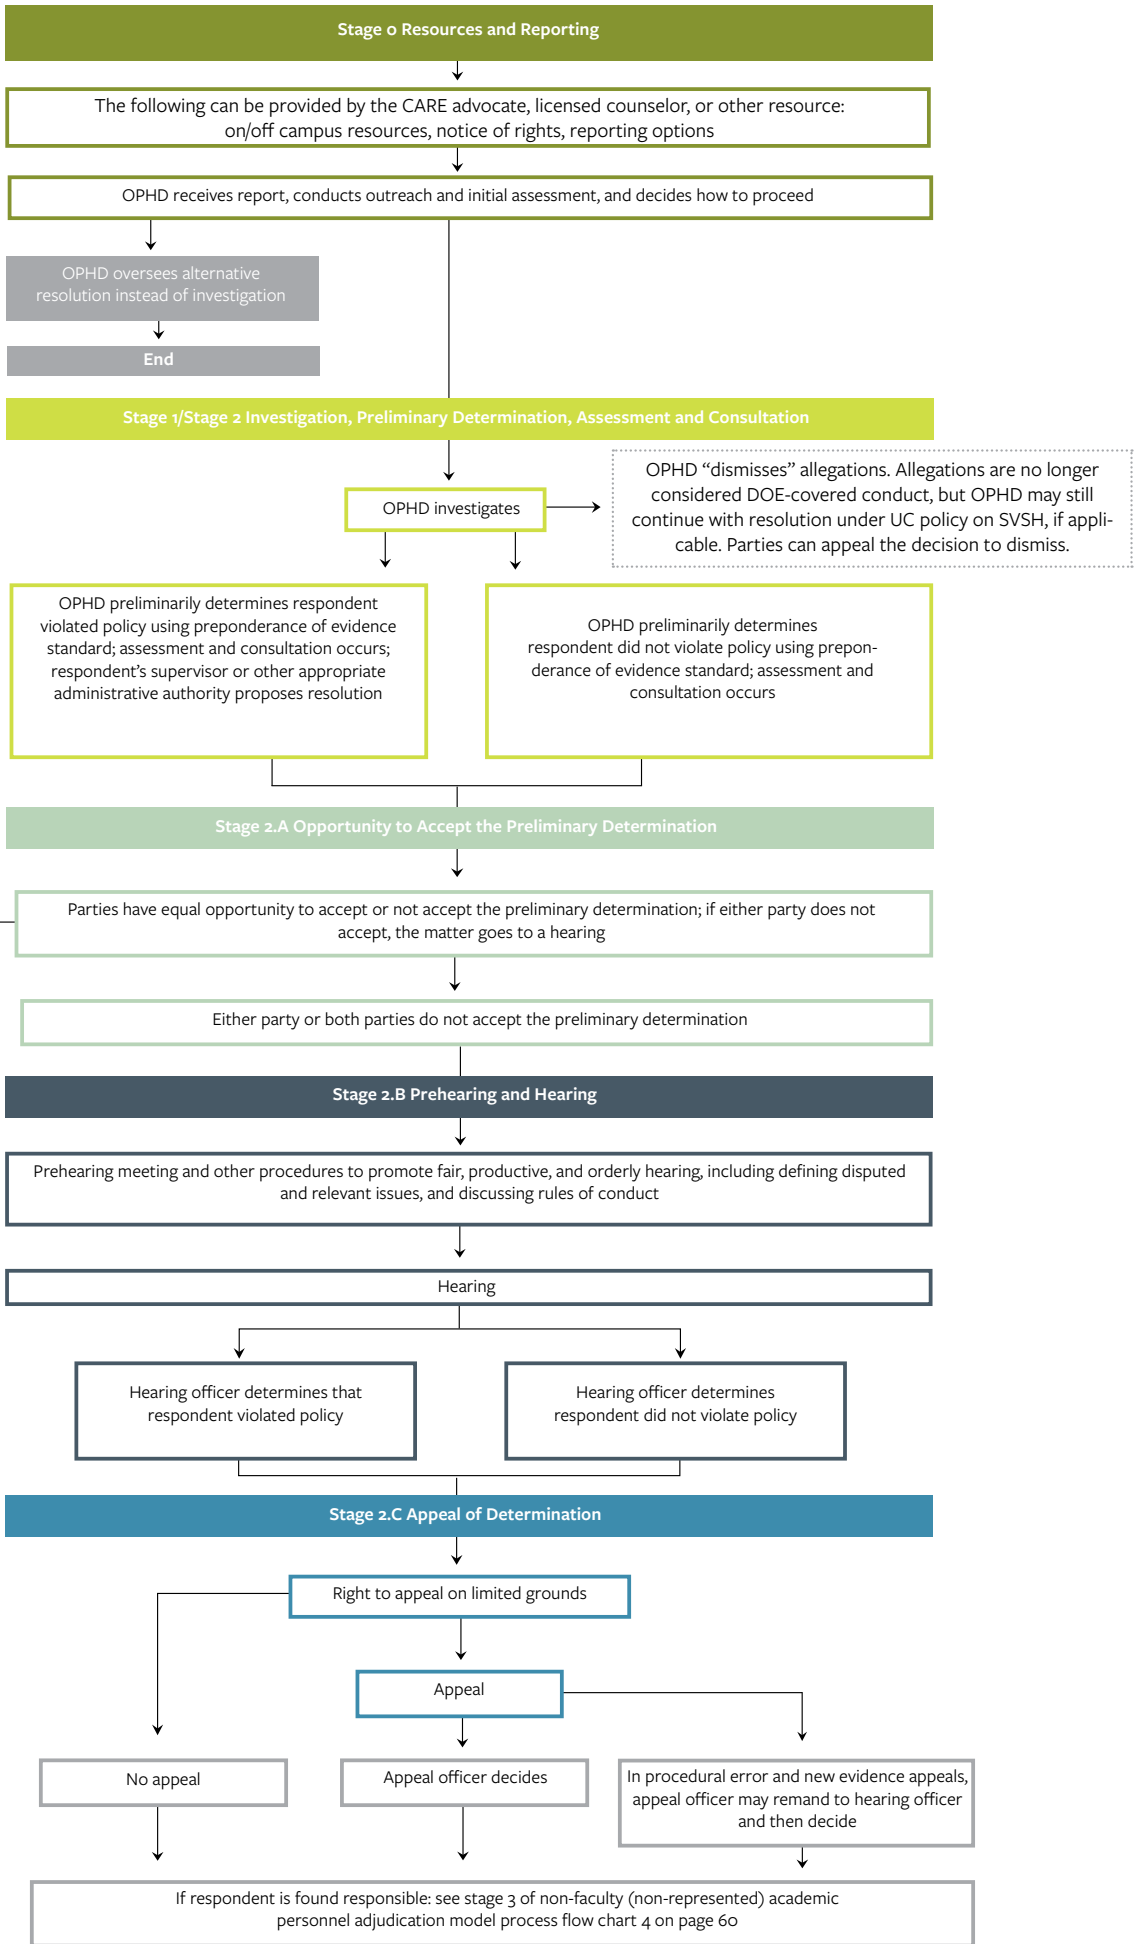 Stage 0 Resources and Reporting
The following can be provided by the CARE advocate, licensed counselor, or other resource:
on/off campus resources, notice of rights, reporting options
OPHD receives report, conducts outreach and initial assessment, and decides how to proceed
OPHD oversees alternative
resolution instead of investigation
End
Stage 1/Stage 2 Investigation, Preliminary Determination, Assessment and Consultation
OPHD investigates
OPHD “dismisses” allegations. Allegations are no longer
considered DOE-covered conduct, but OPHD may still
continue with resolution under UC policy on SVSH, if appli-
cable. Parties can appeal the decision to dismiss.
OPHD preliminarily determines respondent
violated policy using preponderance of evidence
standard; assessment and consultation occurs;
respondent’s supervisor or other appropriate
administrative authority proposes resolution
OPHD preliminarily determines
respondent did not violate policy using prepon-
derance of evidence standard; assessment and
consultation occurs
Stage 2.A Opportunity to Accept the Preliminary Determination
Parties have equal opportunity to accept or not accept the preliminary determination; if either party does not
accept, the matter goes to a hearing
Either party or both parties do not accept the preliminary determination
Stage 2.B Prehearing and Hearing
Prehearing meeting and other procedures to promote fair, productive, and orderly hearing, including defining disputed
and relevant issues, and discussing rules of conduct
Hearing
Hearing officer determines that
respondent violated policy
Hearing officer determines
respondent did not violate policy
Stage 2.C Appeal of Determination
Right to appeal on limited grounds
Appeal
No appeal
Appeal officer decides
In procedural error and new evidence appeals,
appeal officer may remand to hearing officer
and then decide
If respondent is found responsible: see stage 3 of non-faculty (non-represented) academic
personnel adjudication model process flow chart 4 on page 60